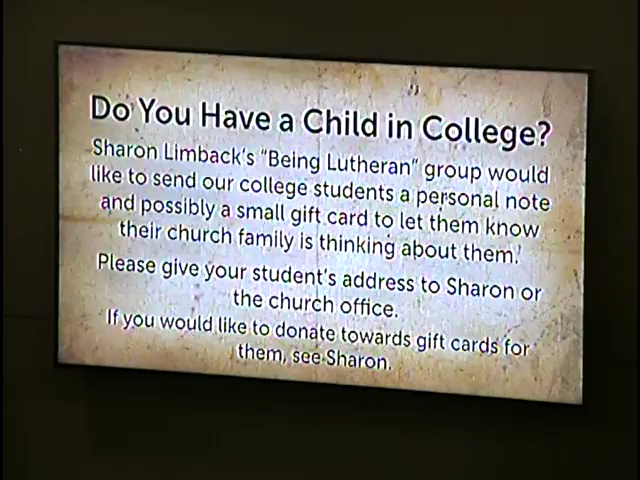 Do You Have a Child in College?
Sharon Limback's "Being Lutheran" group would
like to send our college students a personal note
and possibly a small gift card to let them know
their church family is thinking about them.
Please give your student's address to Sharon or
the church office.
If you would like to donate towards gift cards for
them, see Sharon.